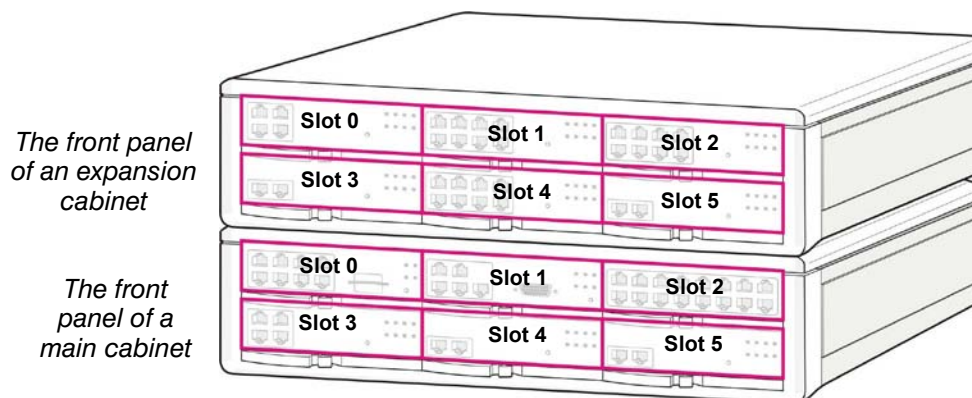 The front panel
of an expansion
cabinet
Slot 0
Slot 1
Slot 2
Slot 3
Slot 4
Slot 5
The front
panel of a
main cabinet
Slot 0
Slot 1
Slot 2
Slot 3
Slot 4
Slot 5